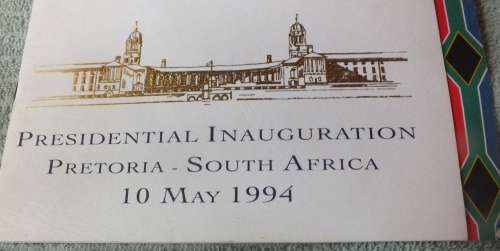 PRESIDENTIAL INAUGURATION
PRETORIA - SOUTH AFRICA
10 MAY 1994